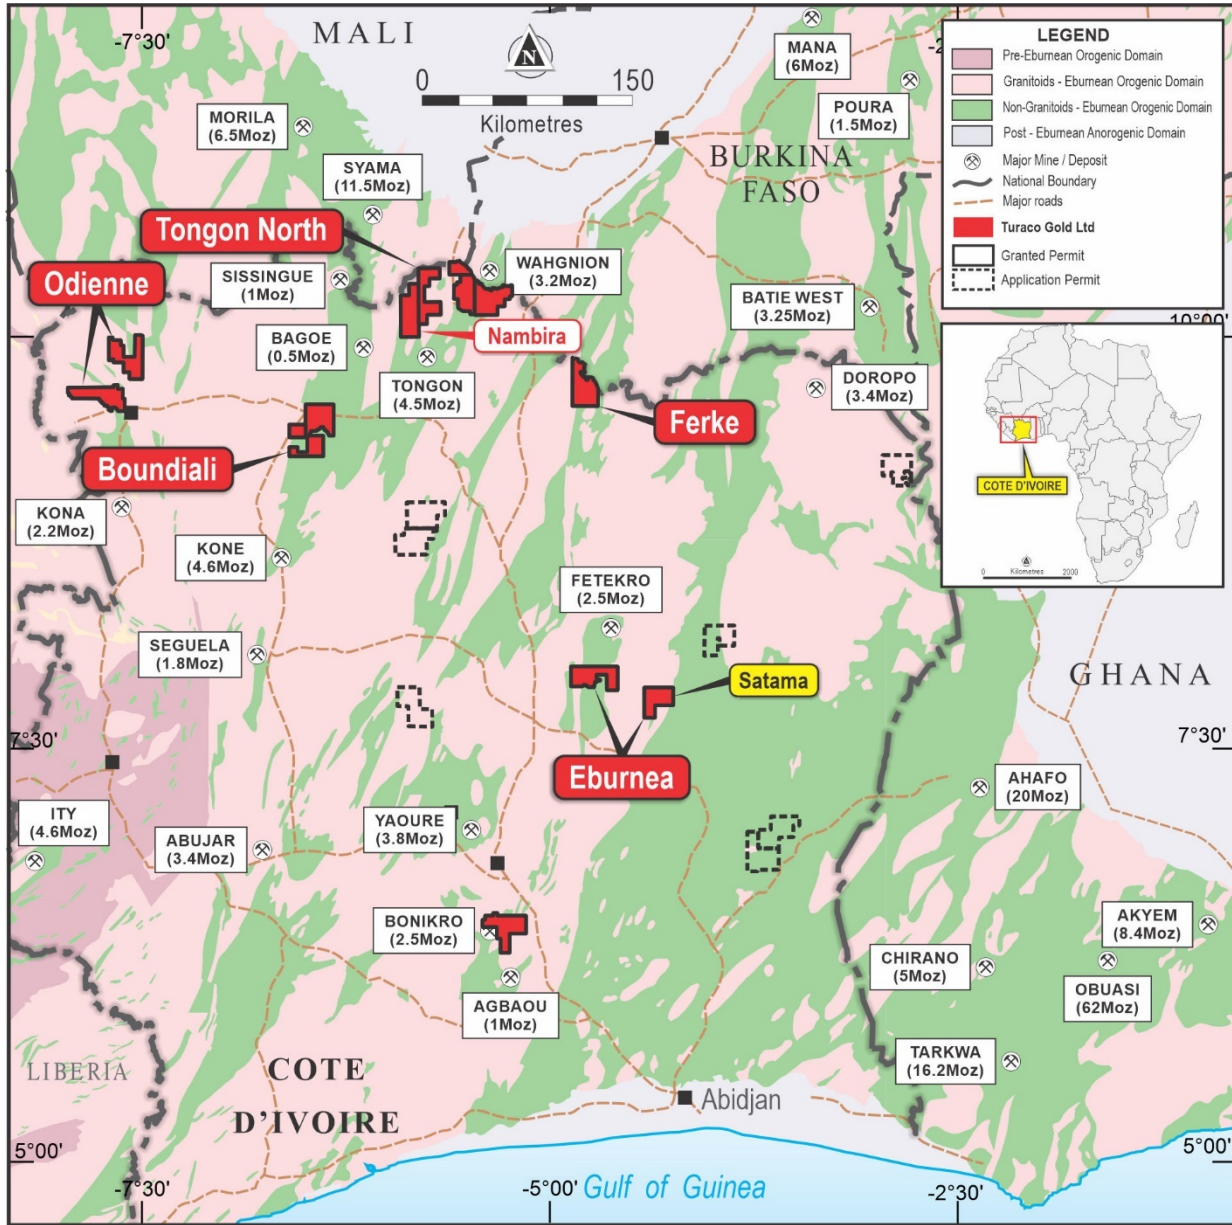 -7°30'
MALI
N
0
150
Kilometres
MANA
(6Moz)
POURA
(1.5Moz)
BURKINA
FASO
MORILA
(6.5Moz)
SYAMA
(11.5Moz)
Tongon North
Odienne
SISSINGUE
(1Moz)
WAHGNION
(3.2Moz)
Nambira
BAGOE
(0.5Moz)
TONGON
(4.5Moz)
BATIE WEST
(3.25Moz)
DOROPO
(3.4Moz)
Ferke
Boundiali
KONA
(2.2Moz)
KONE
(4.6Moz)
FETEKRO
(2.5Moz)
SEGUELA
(1.8Moz)
Satama
Eburnea
GHANA
7°30'
7°30'
ITY
(4.6Moz)
ABUJAR
(3.4Moz)
YAOURE
(3.8Moz)
AHAFO
(20Moz)
BONIKRO
(2.5Moz)
AGBAOU
(1Moz)
AKYEM
(8.4Moz)
CHIRANO
(5Moz)
OBUASI
(62Moz)
TARKWA
(16.2Moz)
LIBERIA
COTE
D'IVOIRE
Abidjan
5°00'
5°00'
-7°30'
-5°00'
Gulf of Guinea
-2°30'
LEGEND
Pre-Eburnean Orogenic Domain
Granitoids - Eburnean Orogenic Domain
Non-Granitoids - Eburnean Orogenic Domain
Post - Eburnean Anorogenic Domain
Major Mine / Deposit
National Boundary
Major roads
Turaco Gold Ltd
Granted Permit
Application Permit
COTE D'IVOIRE
N
Kilometres
0
2000